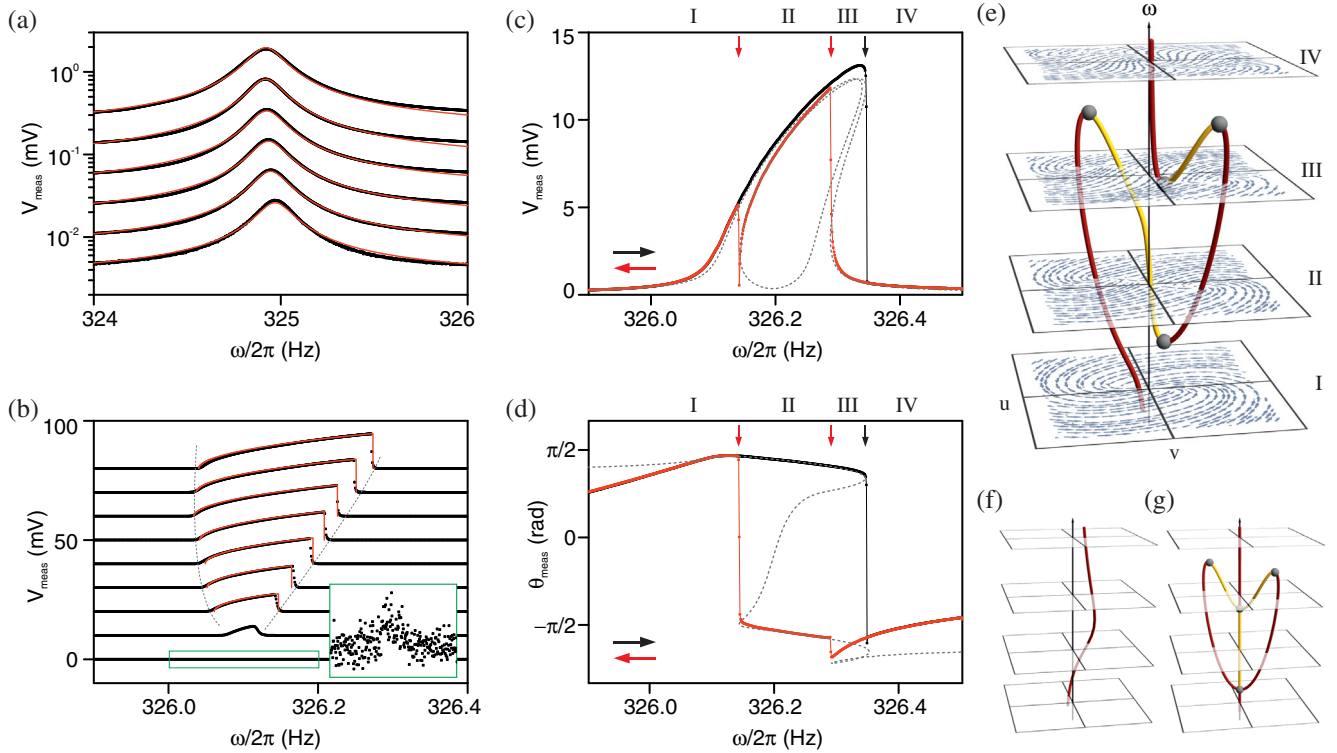 (a)
V_meas (mV)
10⁰
10⁻¹
10⁻²
324
325
326
ω/2π (Hz)
(b)
V_meas (mV)
100
50
0
326.0
326.2
326.4
ω/2π (Hz)
(c)
I
II
III
IV
V_meas (mV)
15
10
5
0
326.0
326.2
326.4
ω/2π (Hz)
(d)
I
II
III
IV
θ_meas (rad)
π/2
0
−π/2
326.0
326.2
326.4
ω/2π (Hz)
(e)
ω
IV
III
II
I
u
v
(f)
(g)